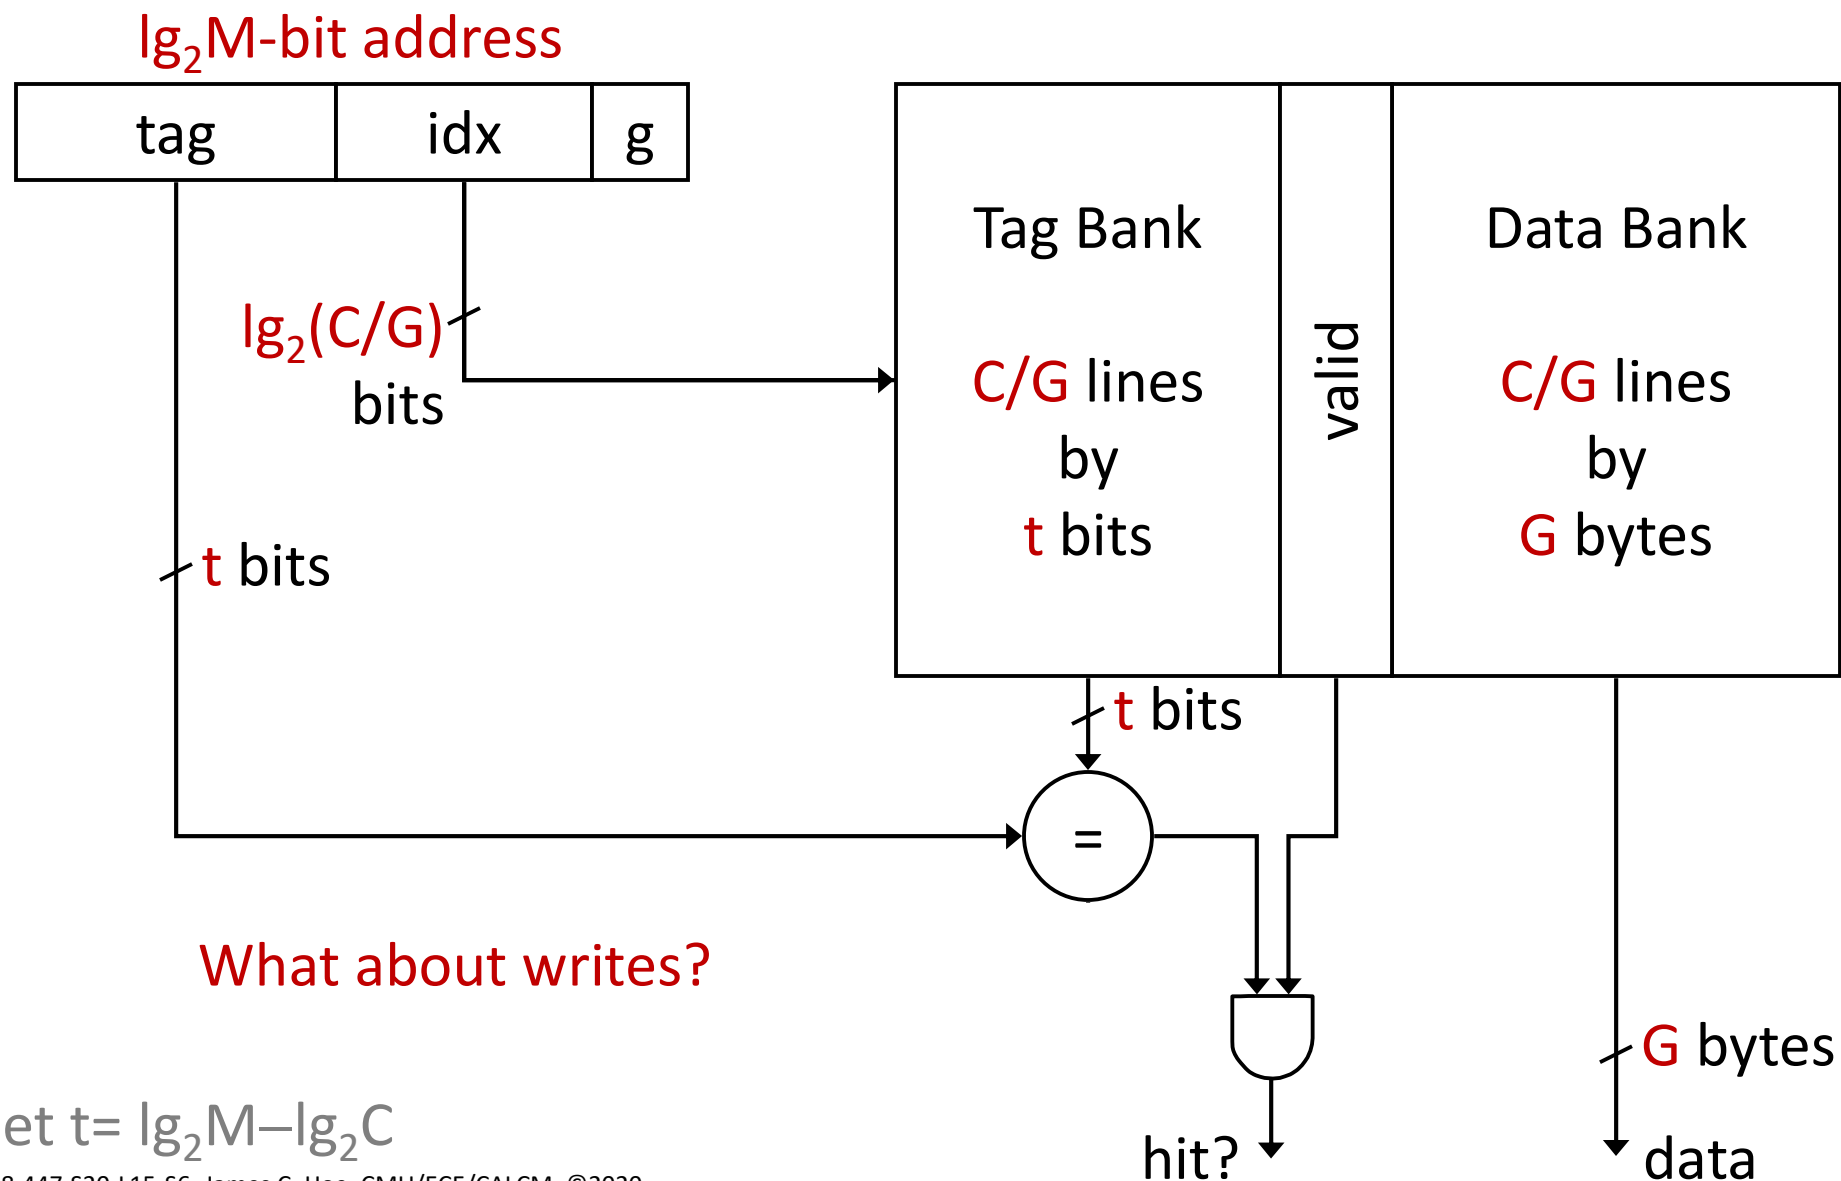 lg₂M-bit address
tag idx g
Tag Bank
Data Bank
lg₂(C/G)
bits
C/G lines
by
t bits
valid
C/G lines
by
G bytes
t bits
t bits
=
What about writes?
G bytes
et t= lg₂M–lg₂C
hit?
data